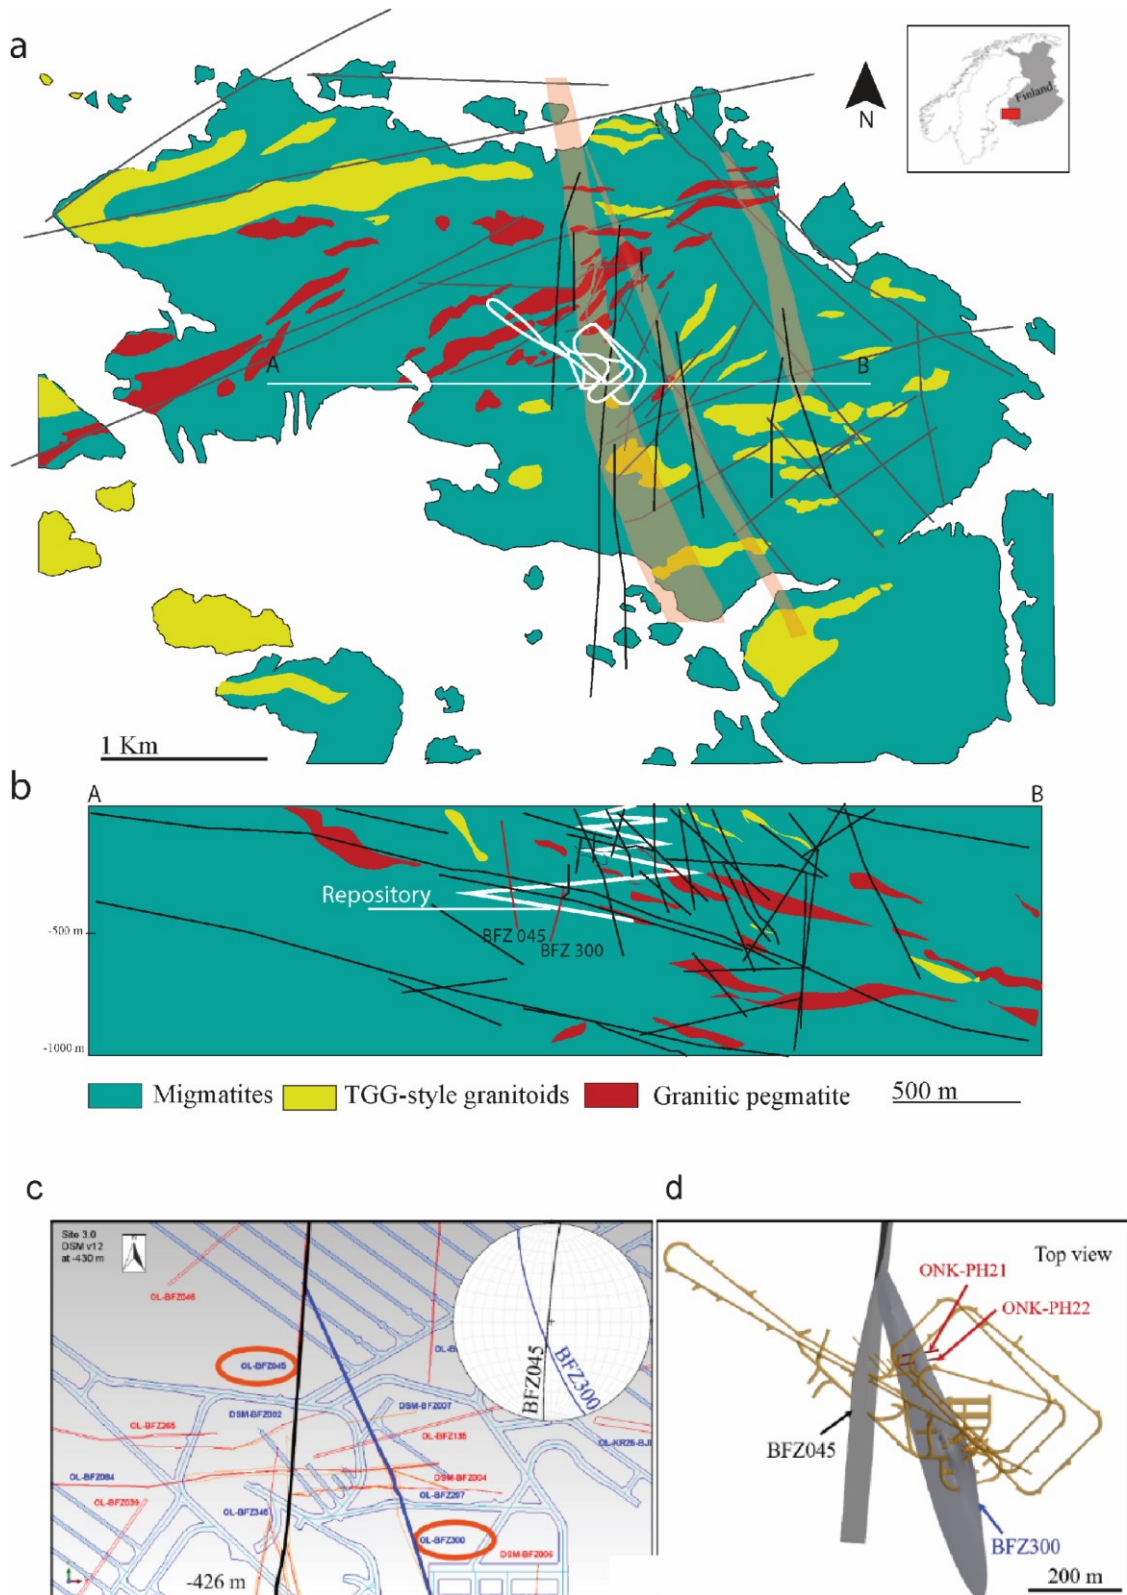 a
N
Finland
A
B
1 Km
b
A
B
Repository
-500 m
BFZ 045
BFZ 300
-1000 m
Migmatites
TGG-style granitoids
Granitic pegmatite
500 m
c
d
Site 3.0
DSM v12
at -430 m
N
OL-BFZ046
OL-BFZ045
BFZ045
BFZ300
DSM-BFZ002
DSM-BFZ007
OL-BFZ084
DSM-BFZ004
OL-BFZ297
OL-BFZ039
OL-BFZ346
OL-BFZ300
DSM-BFZ006
-426 m
Top view
ONK-PH21
ONK-PH22
BFZ045
BFZ300
200 m